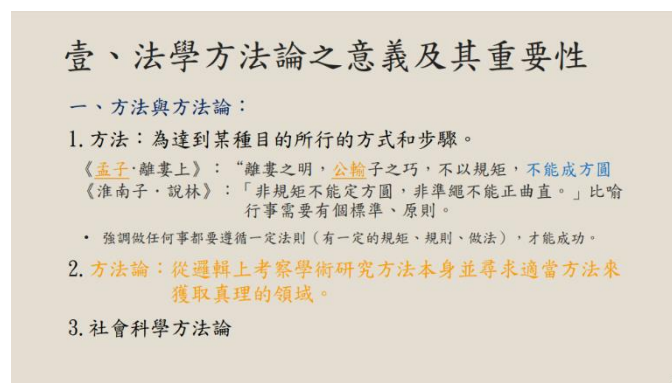 壹、法學方法論之意義及其重要性
一、方法與方法論：
1. 方法：為達到某種目的所行的方式和步驟。
《孟子·離婁上》：“離婁之明，公輸子之巧，不以規矩，不能成方圓
《淮南子·說林》：「非規矩不能定方圓，非準繩不能正曲直。」比喻
行事需要有個標準、原則。
• 強調做任何事都要遵循一定法則（有一定的規矩、規則、做法），才能成功。
2. 方法論：從邏輯上考察學術研究方法本身並尋求適當方法來
獲取真理的領域。
3. 社會科學方法論